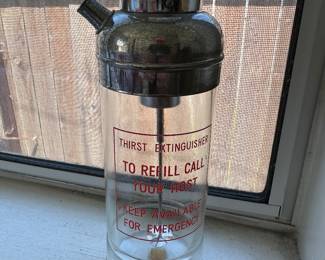 THIRST EXTINGUISHER
TO REFILL CALL
YOUR HOST
KEEP AVAILABLE
FOR EMERGENCY